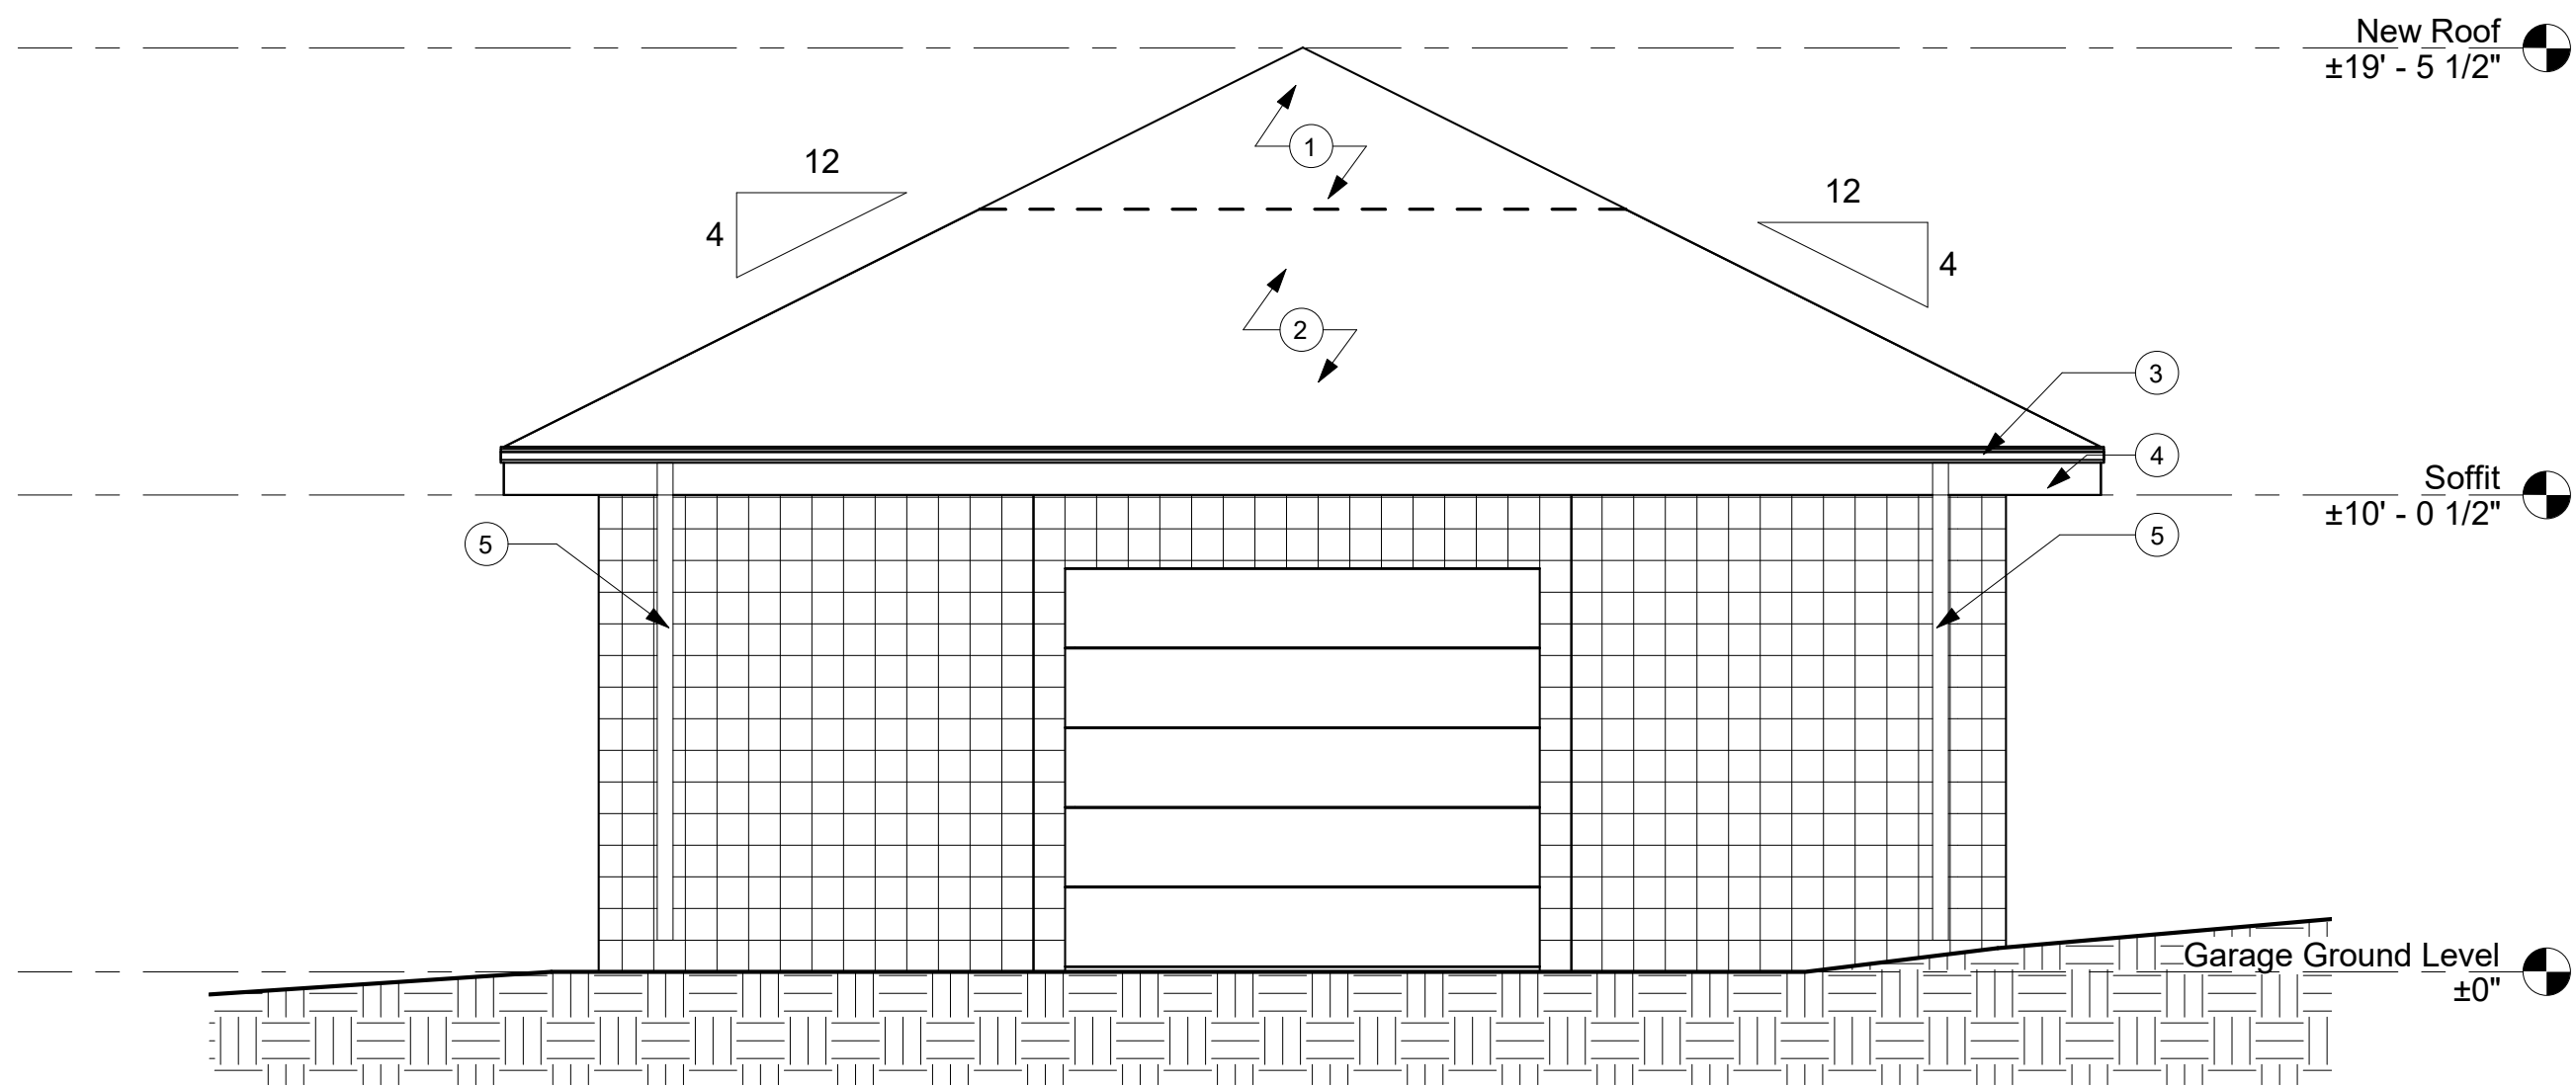 New Roof
±19' - 5 1/2"
1
12
4
12
4
2
3
4
Soffit
±10' - 0 1/2"
5
5
Garage Ground Level
±0"